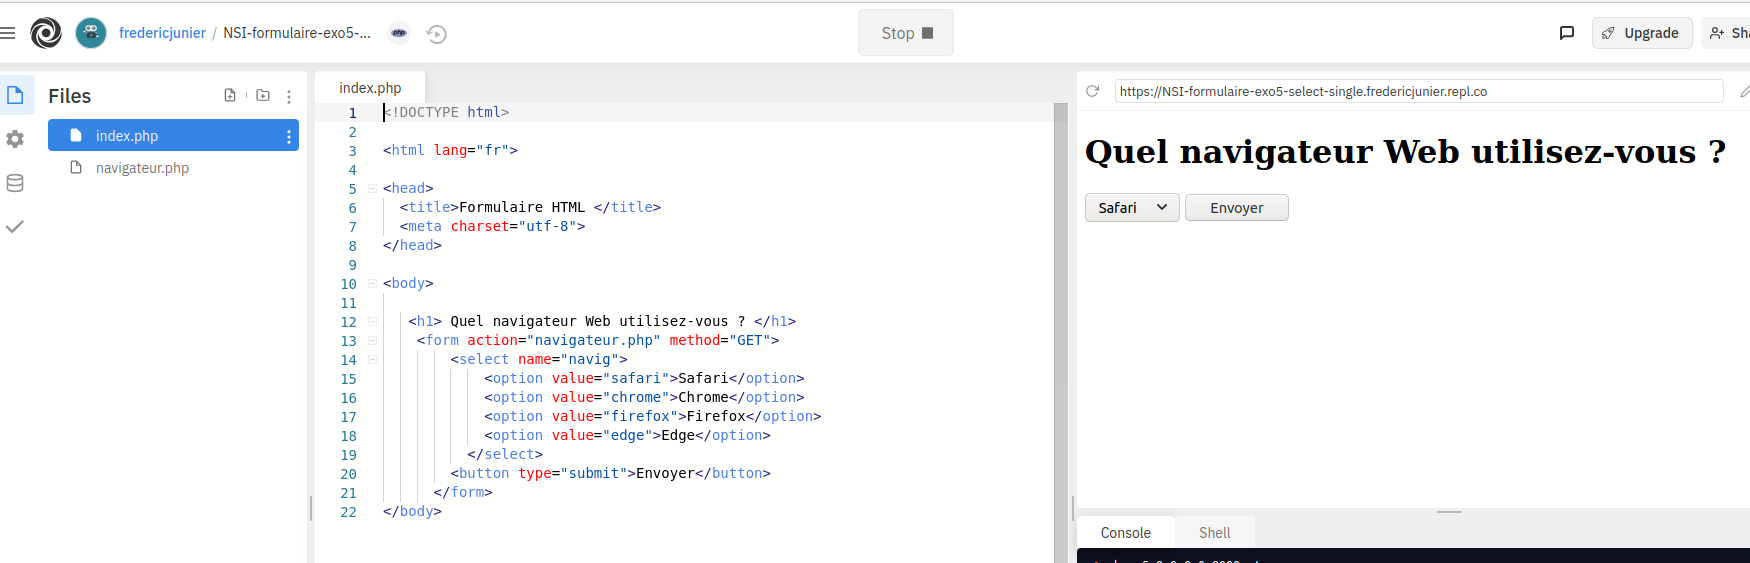 fredericjunier / NSI-formulaire-exo5-...
php
Stop
Upgrade
Files
index.php
navigateur.php
index.php
1 <!DOCTYPE html>
2
3 <html lang="fr">
4
5 <head>
6 <title>Formulaire HTML </title>
7 <meta charset="utf-8">
8 </head>
9
10 <body>
11
12 <h1> Quel navigateur Web utilisez-vous ? </h1>
13 <form action="navigateur.php" method="GET">
14 <select name="navig">
15 <option value="safari">Safari</option>
16 <option value="chrome">Chrome</option>
17 <option value="firefox">Firefox</option>
18 <option value="edge">Edge</option>
19 </select>
20 <button type="submit">Envoyer</button>
21 </form>
22 </body>
https://NSI-formulaire-exo5-select-single.fredericjunier.repl.co
Quel navigateur Web utilisez-vous ?
Safari
Envoyer
Console
Shell